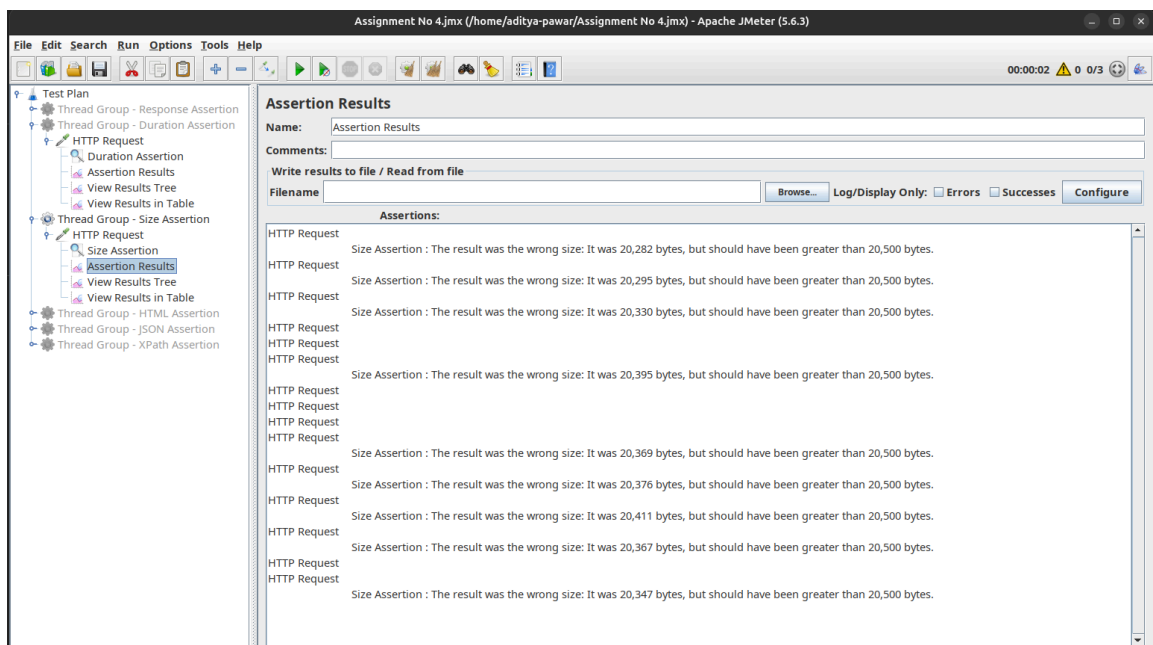 Assignment No 4.jmx (/home/aditya-pawar/Assignment No 4.jmx) - Apache JMeter (5.6.3)
File Edit Search Run Options Tools Help
00:00:02 0 0/3
Test Plan
Thread Group - Response Assertion
Thread Group - Duration Assertion
HTTP Request
Duration Assertion
Assertion Results
View Results Tree
View Results in Table
Thread Group - Size Assertion
HTTP Request
Size Assertion
Assertion Results
View Results Tree
View Results in Table
Thread Group - HTML Assertion
Thread Group - JSON Assertion
Thread Group - XPath Assertion
Assertion Results
Name: Assertion Results
Comments:
Write results to file / Read from file
Filename Browse... Log/Display Only: Errors Successes Configure
Assertions:
HTTP Request
Size Assertion : The result was the wrong size: It was 20,282 bytes, but should have been greater than 20,500 bytes.
HTTP Request
Size Assertion : The result was the wrong size: It was 20,295 bytes, but should have been greater than 20,500 bytes.
HTTP Request
Size Assertion : The result was the wrong size: It was 20,330 bytes, but should have been greater than 20,500 bytes.
HTTP Request
HTTP Request
HTTP Request
Size Assertion : The result was the wrong size: It was 20,395 bytes, but should have been greater than 20,500 bytes.
HTTP Request
HTTP Request
HTTP Request
HTTP Request
Size Assertion : The result was the wrong size: It was 20,369 bytes, but should have been greater than 20,500 bytes.
HTTP Request
Size Assertion : The result was the wrong size: It was 20,376 bytes, but should have been greater than 20,500 bytes.
HTTP Request
Size Assertion : The result was the wrong size: It was 20,411 bytes, but should have been greater than 20,500 bytes.
HTTP Request
Size Assertion : The result was the wrong size: It was 20,367 bytes, but should have been greater than 20,500 bytes.
HTTP Request
HTTP Request
Size Assertion : The result was the wrong size: It was 20,347 bytes, but should have been greater than 20,500 bytes.